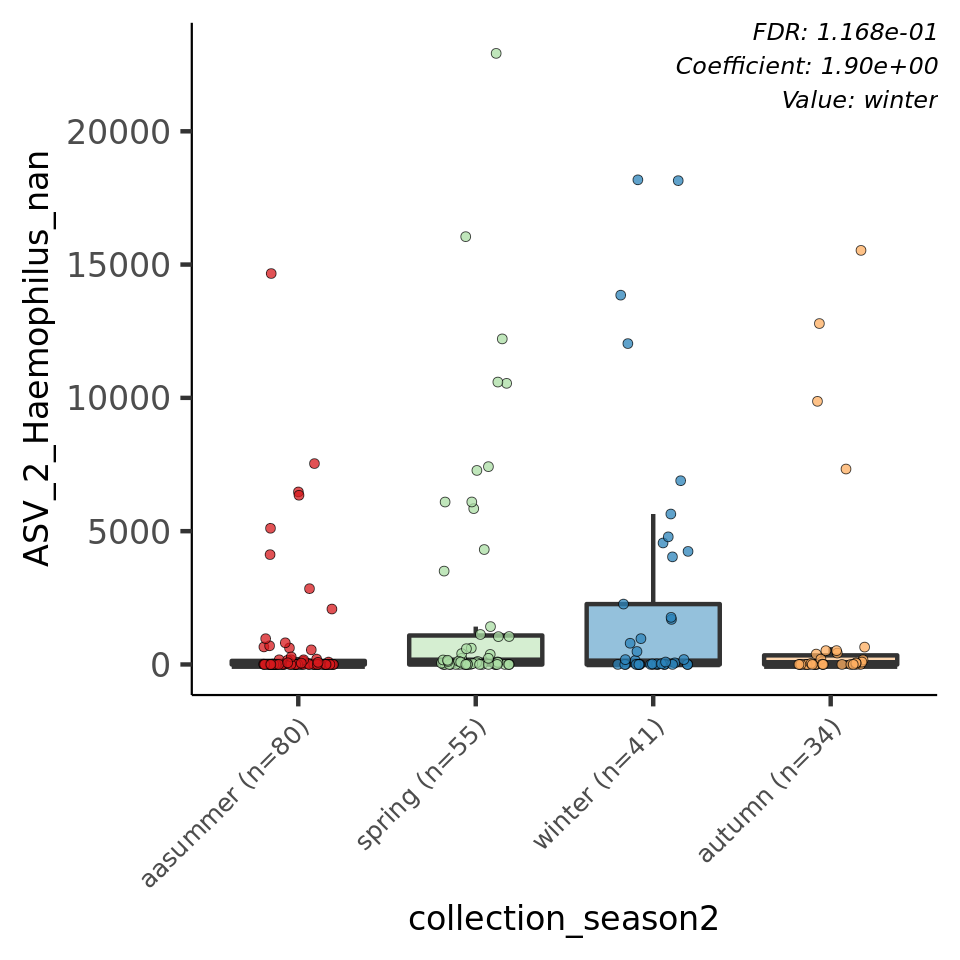 FDR: 1.168e-01
Coefficient: 1.90e+00
Value: winter
ASV_2_Haemophilus_nan
20000
15000
10000
5000
0
aasummer (n=80)
spring (n=55)
winter (n=41)
autumn (n=34)
collection_season2